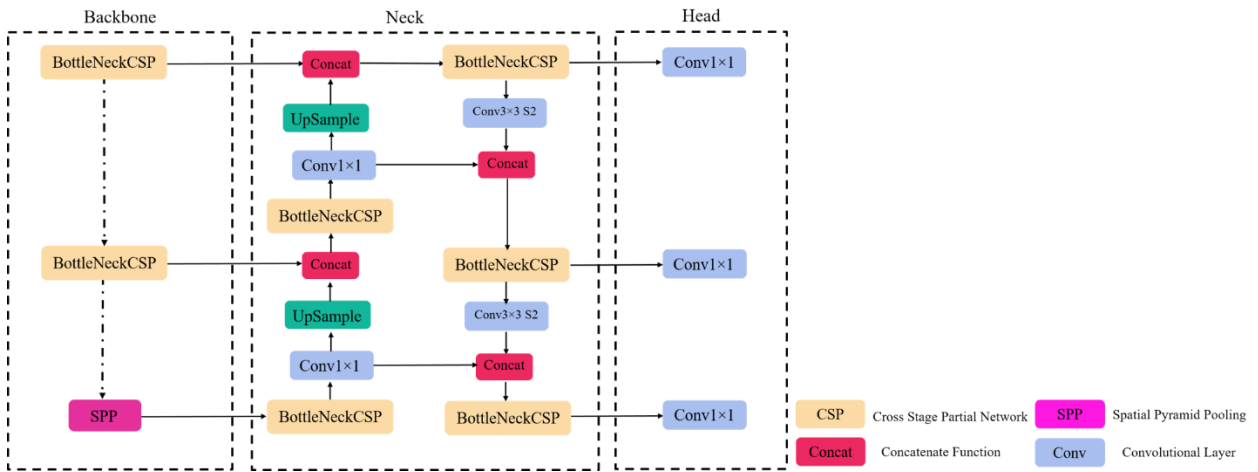 Backbone
Neck
Head
BottleNeckCSP
Concat
BottleNeckCSP
Conv1×1
UpSample
Conv3×3 S2
Conv1×1
Concat
BottleNeckCSP
BottleNeckCSP
Concat
BottleNeckCSP
Conv1×1
UpSample
Conv3×3 S2
Conv1×1
Concat
SPP
BottleNeckCSP
BottleNeckCSP
Conv1×1
CSP Cross Stage Partial Network
SPP Spatial Pyramid Pooling
Concat Concatenate Function
Conv Convolutional Layer